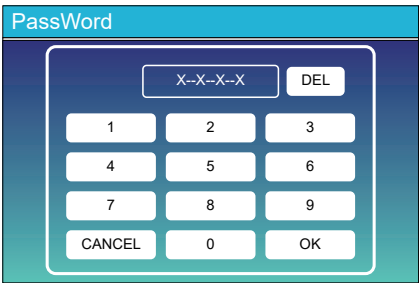 PassWord
X--X--X--X DEL
1 2 3
4 5 6
7 8 9
CANCEL 0 OK